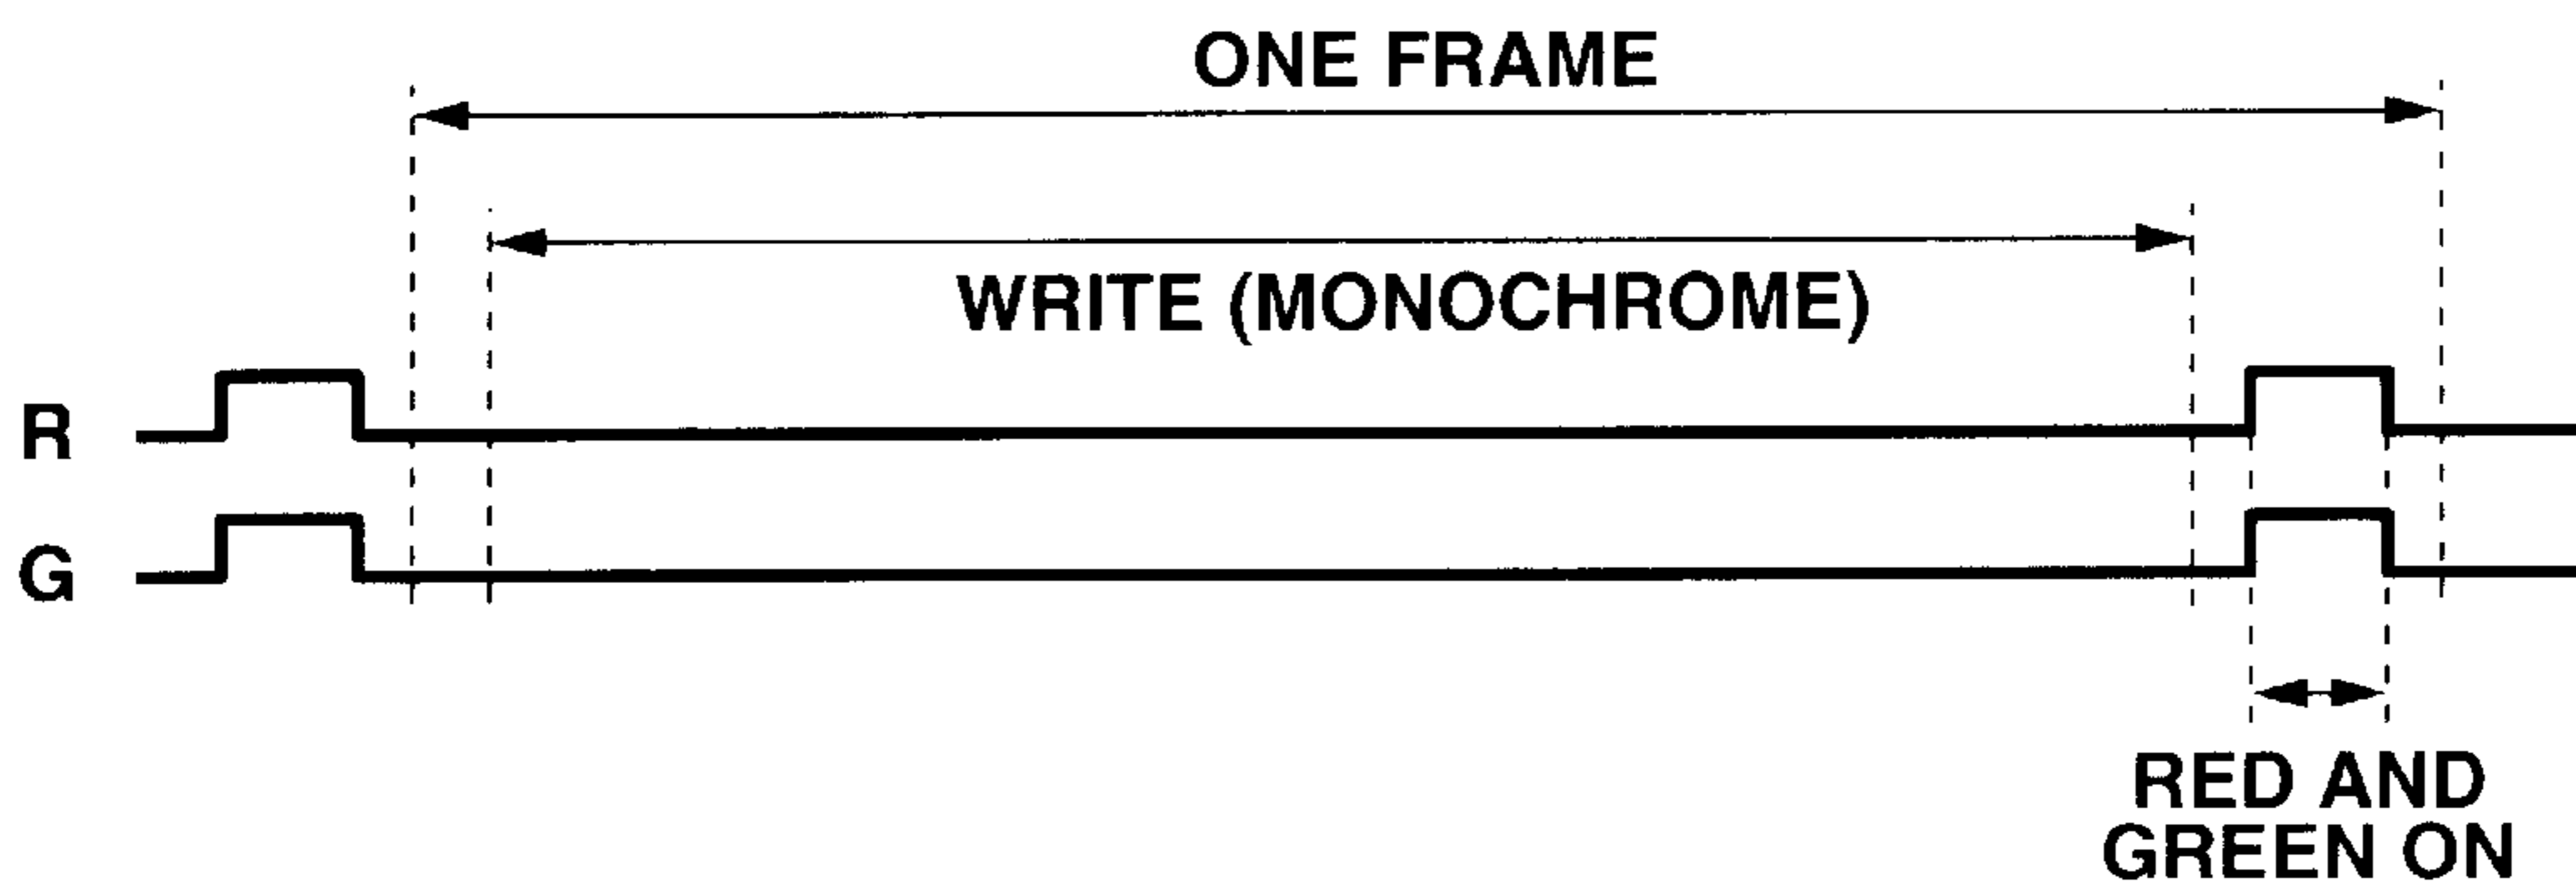 ONE FRAME
WRITE (MONOCHROME)
R
G
RED AND
GREEN ON